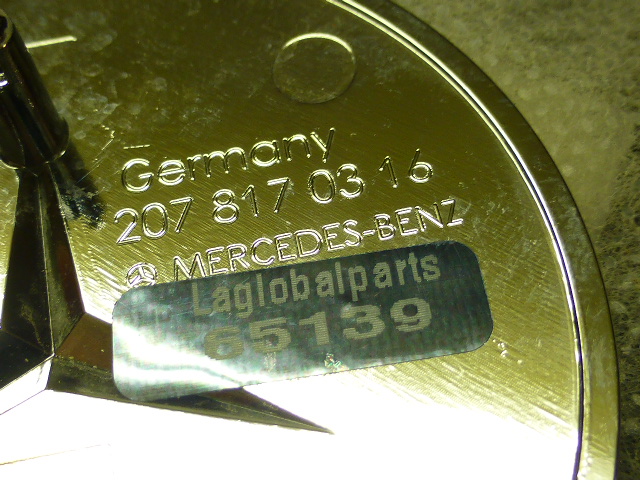 Germany
207 817 03 16
MERCEDES-BENZ
Laglobalparts
65139